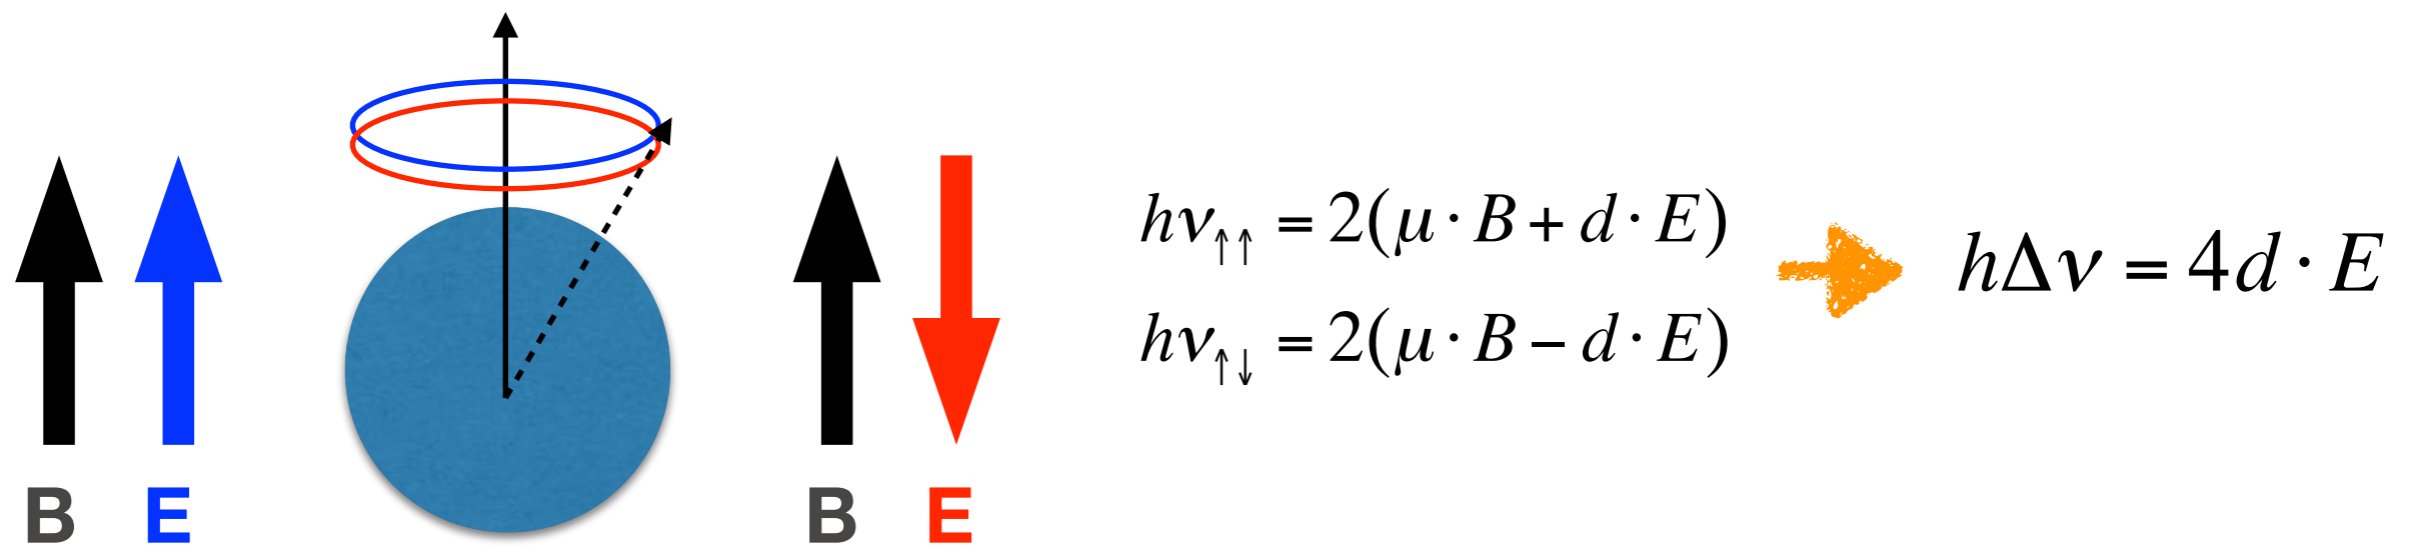 B E B E
hν↑↑ = 2(μ · B + d · E)
hν↑↓ = 2(μ · B − d · E)
hΔν = 4d · E